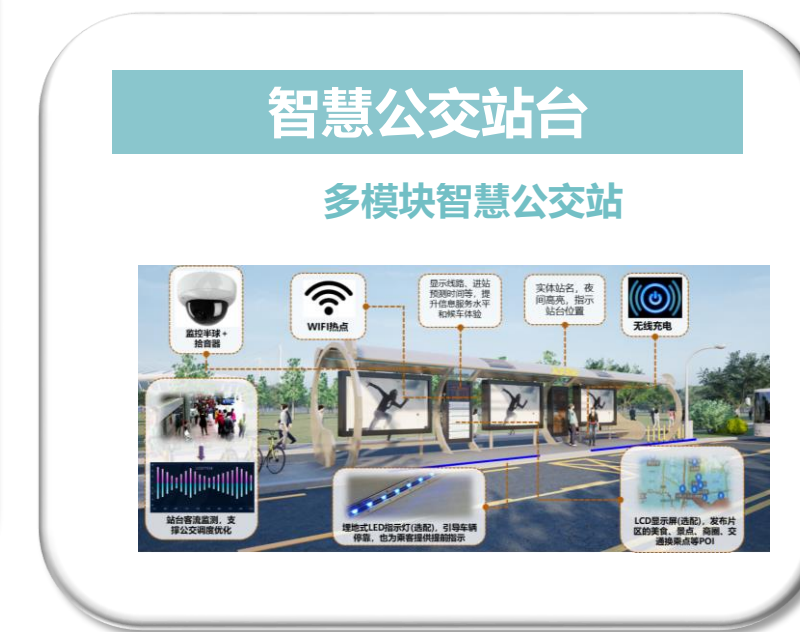 智慧公交站台
多模块智慧公交站
监控半球+
拾音器
WIFI热点
显示线路、进站
预测时间等，提
升信息服务水平
和候车体验
实体站名，夜
间高亮，指示
站台位置
无线充电
站台客流监测，支
撑公交调度优化
埋地式LED指示灯(选配)，引导车辆
停靠，也为乘客提供提前指示
LCD显示屏(选配)，发布片
区的美食、景点、商圈、交
通换乘点等POI